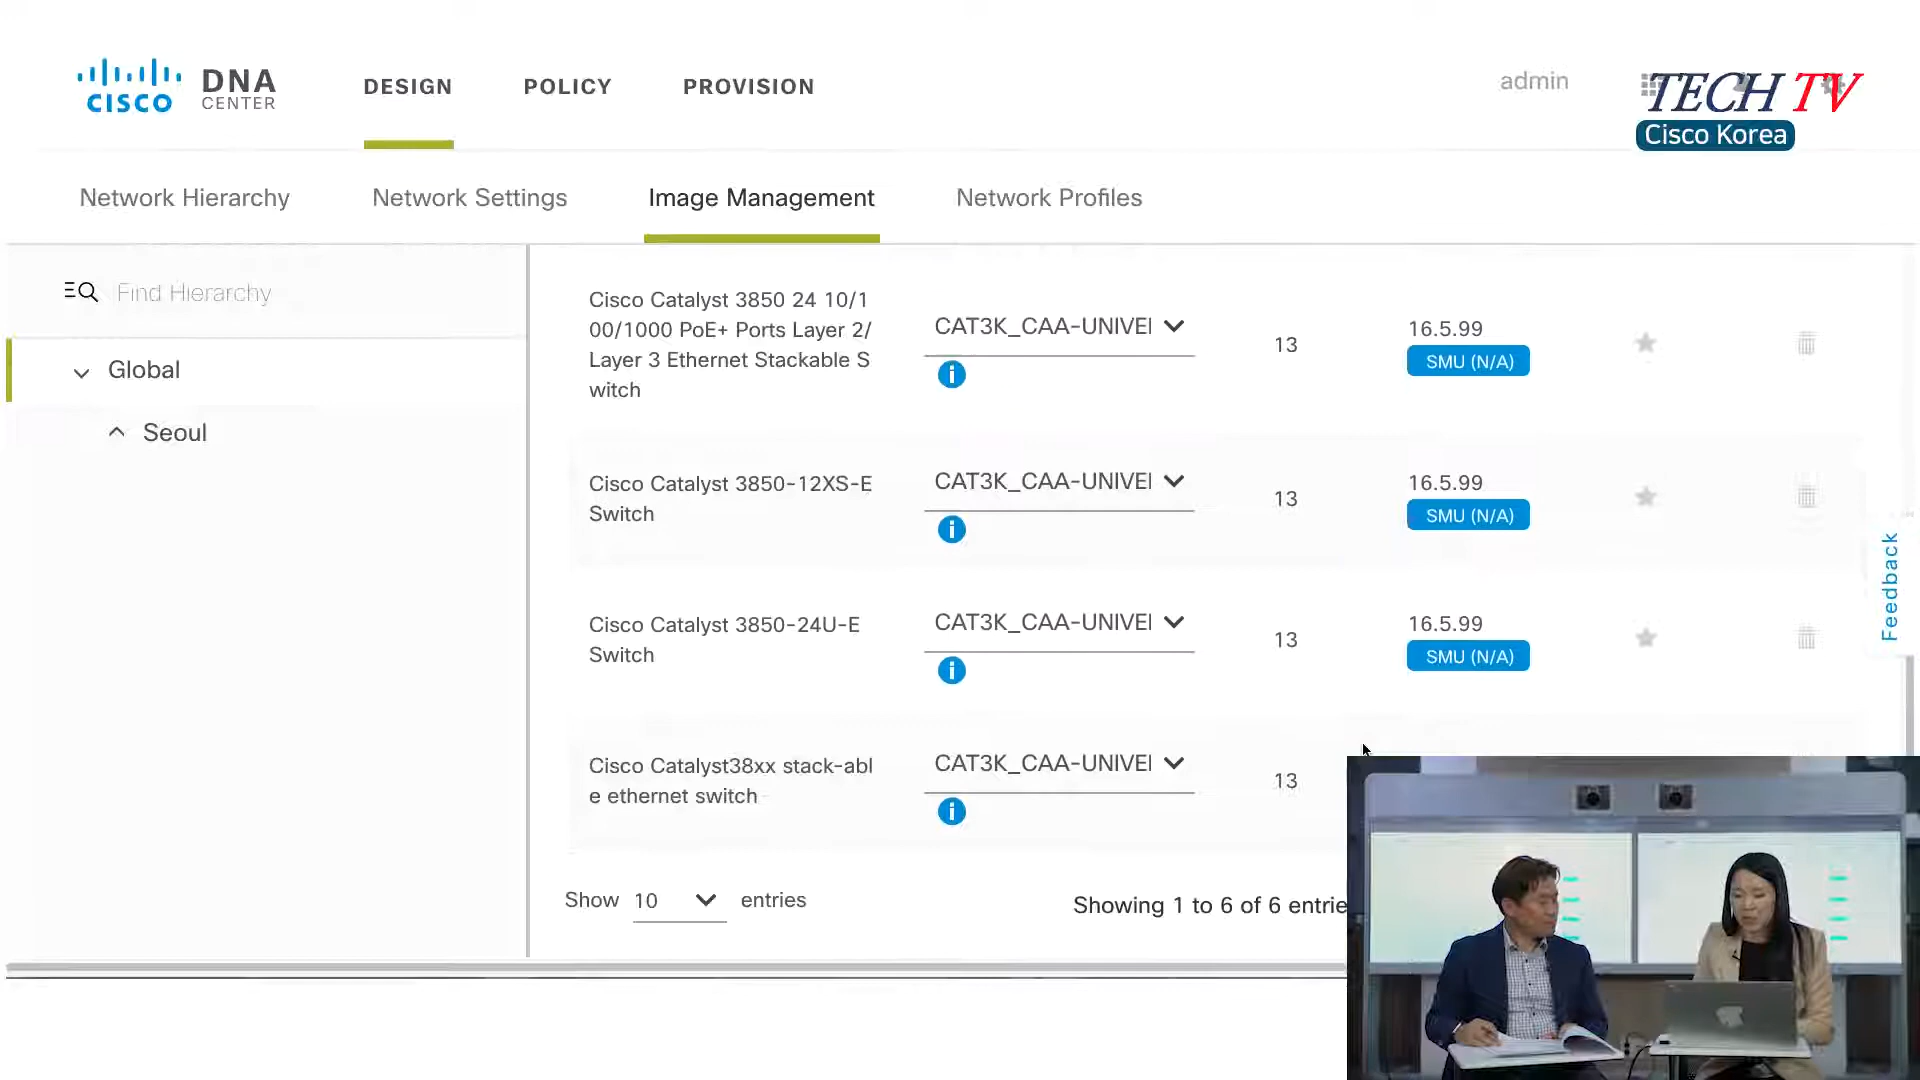 CISCO
DNA
CENTER
DESIGN
POLICY
PROVISION
admin
TECH TV
Cisco Korea
Network Hierarchy
Network Settings
Image Management
Network Profiles
Find Hierarchy
Global
Seoul
Cisco Catalyst 3850 24 10/1
00/1000 PoE+ Ports Layer 2/
Layer 3 Ethernet Stackable S
witch
CAT3K_CAA-UNIVE
13
16.5.99
SMU (N/A)
Cisco Catalyst 3850-12XS-E
Switch
CAT3K_CAA-UNIVE
13
16.5.99
SMU (N/A)
Cisco Catalyst 3850-24U-E
Switch
CAT3K_CAA-UNIVE
13
16.5.99
SMU (N/A)
Cisco Catalyst38xx stack-abl
e ethernet switch
CAT3K_CAA-UNIVE
13
Show 10 entries
Showing 1 to 6 of 6 entrie
Feedback